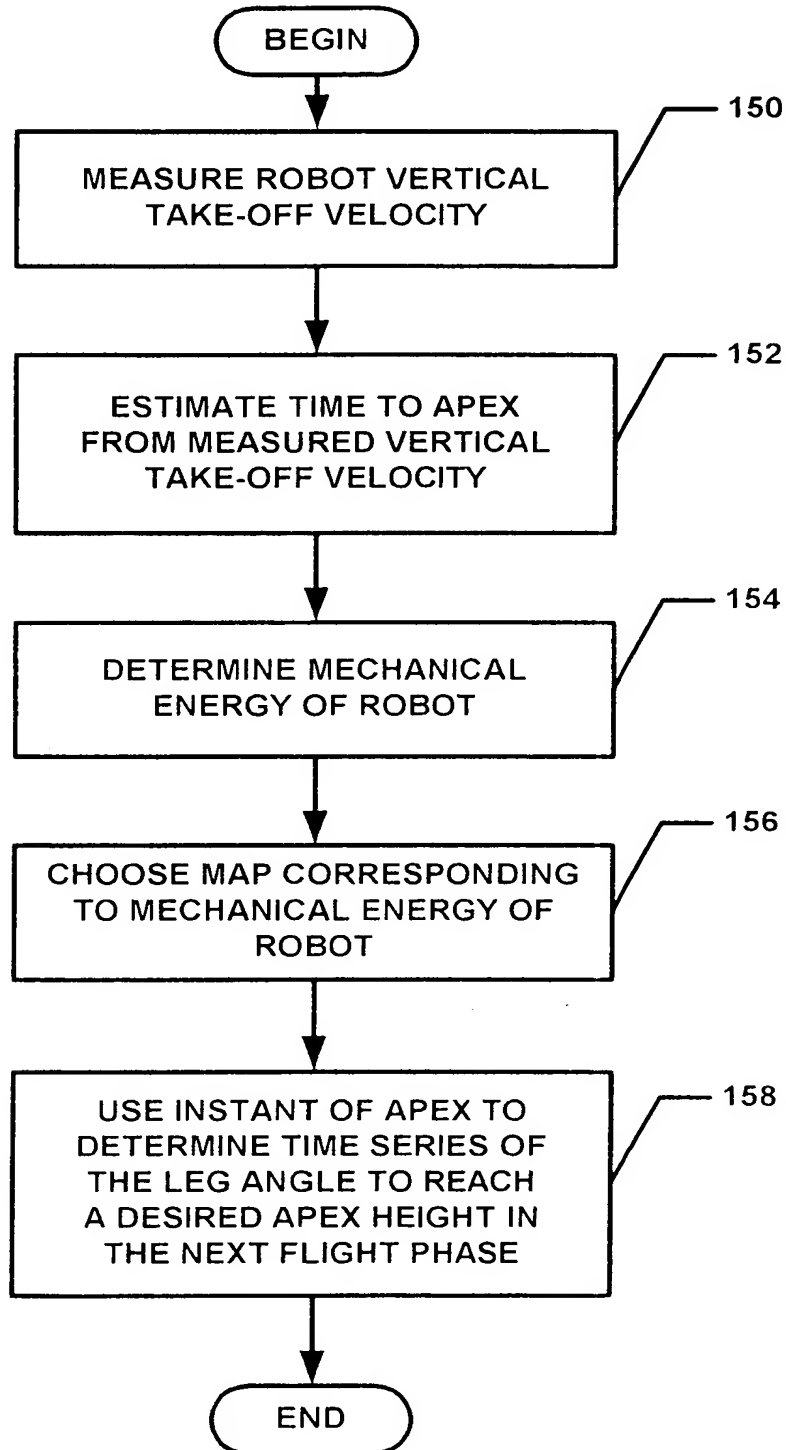 BEGIN
150
MEASURE ROBOT VERTICAL
TAKE-OFF VELOCITY
152
ESTIMATE TIME TO APEX
FROM MEASURED VERTICAL
TAKE-OFF VELOCITY
154
DETERMINE MECHANICAL
ENERGY OF ROBOT
156
CHOOSE MAP CORRESPONDING
TO MECHANICAL ENERGY OF
ROBOT
158
USE INSTANT OF APEX TO
DETERMINE TIME SERIES OF
THE LEG ANGLE TO REACH
A DESIRED APEX HEIGHT IN
THE NEXT FLIGHT PHASE
END